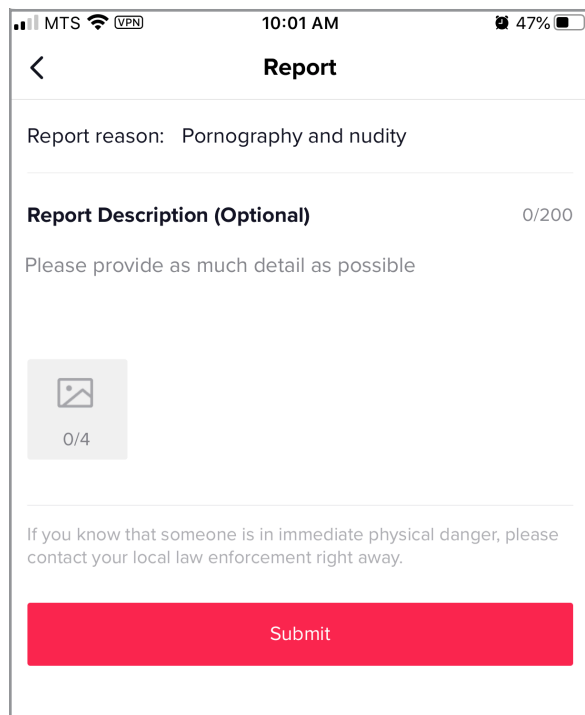 MTS VPN 10:01 AM 47%
Report
Report reason: Pornography and nudity
Report Description (Optional) 0/200
Please provide as much detail as possible
0/4
If you know that someone is in immediate physical danger, please
contact your local law enforcement right away.
Submit